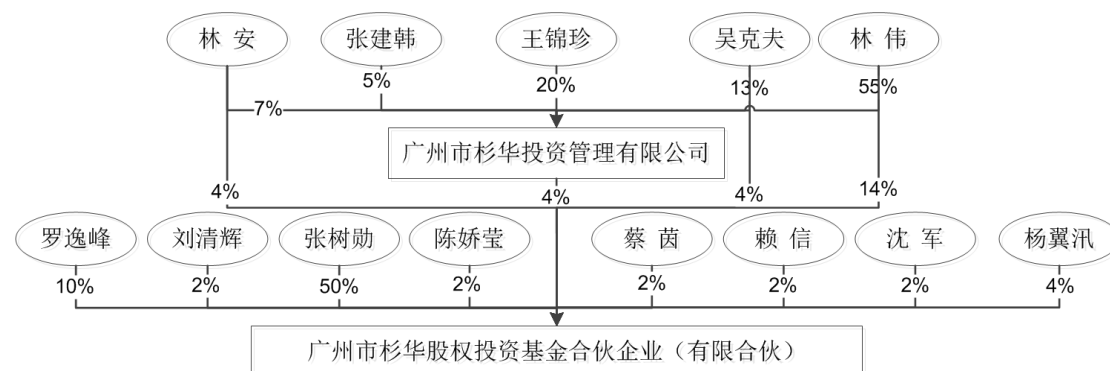 林 安 张建韩 王锦珍 吴克夫 林 伟
5% 20% 13% 55%
7%
广州市杉华投资管理有限公司
4% 4% 4% 14%
罗逸峰 刘清辉 张树勋 陈娇莹 蔡 茵 赖 信 沈 军 杨翼汛
10% 2% 50% 2% 2% 2% 2% 4%
广州市杉华股权投资基金合伙企业（有限合伙）